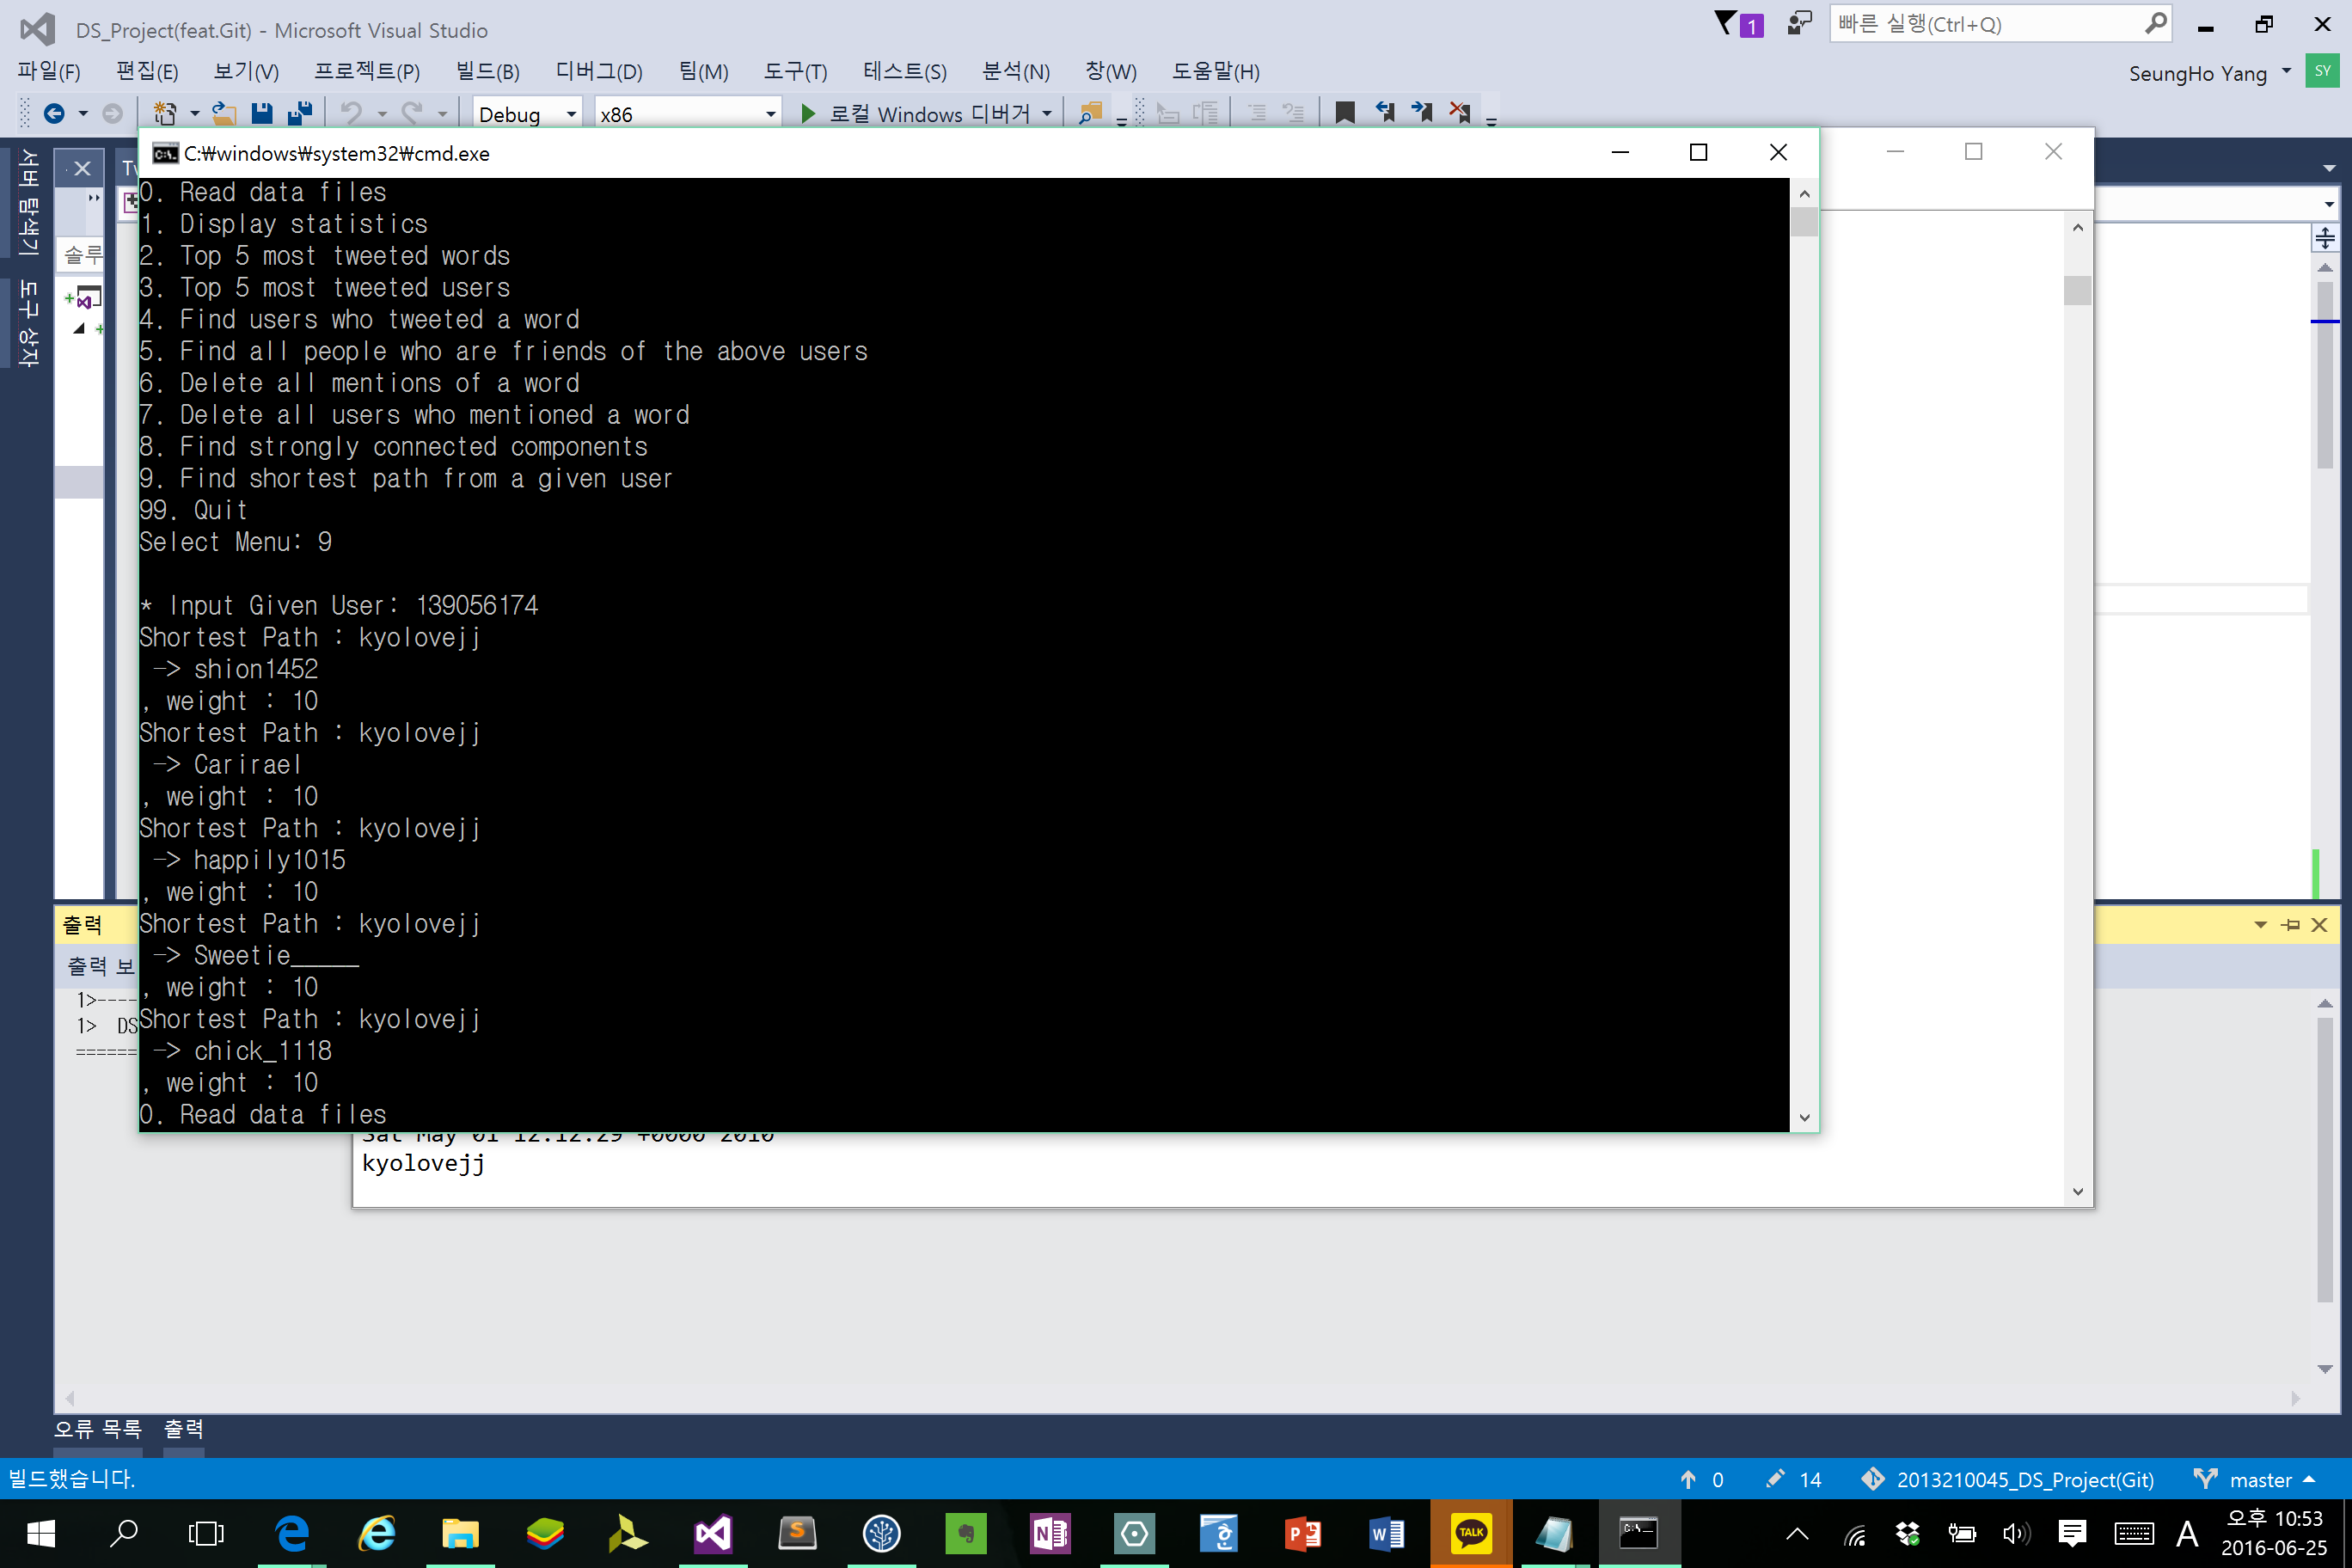 DS_Project(feat.Git) - Microsoft Visual Studio
1
빠른 실행(Ctrl+Q)
파일(F) 편집(E) 보기(V) 프로젝트(P) 빌드(B) 디버그(D) 팀(M) 도구(T) 테스트(S) 분석(N) 창(W) 도움말(H)
SeungHo Yang
SY
Debug
x86
로컬 Windows 디버거
서버 탐색기
도구 상자
솔루
C:₩windows₩system32₩cmd.exe
0. Read data files
1. Display statistics
2. Top 5 most tweeted words
3. Top 5 most tweeted users
4. Find users who tweeted a word
5. Find all people who are friends of the above users
6. Delete all mentions of a word
7. Delete all users who mentioned a word
8. Find strongly connected components
9. Find shortest path from a given user
99. Quit
Select Menu: 9
* Input Given User: 139056174
Shortest Path : kyolovejj
-> shion1452
, weight : 10
Shortest Path : kyolovejj
-> Carirael
, weight : 10
Shortest Path : kyolovejj
-> happily1015
, weight : 10
Shortest Path : kyolovejj
-> Sweetie_____
, weight : 10
Shortest Path : kyolovejj
-> chick_1118
, weight : 10
0. Read data files
Sat May 01 12:12:29 +0000 2010
kyolovejj
출력
출력 보
1>----
1> DS
======
오류 목록 출력
빌드했습니다.
0
14
2013210045_DS_Project(Git)
master
TALK
A
오후 10:53
2016-06-25